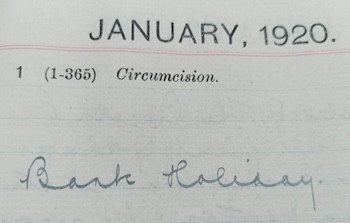 JANUARY, 1920.
1 (1-365) Circumcision.
Bank Holiday.